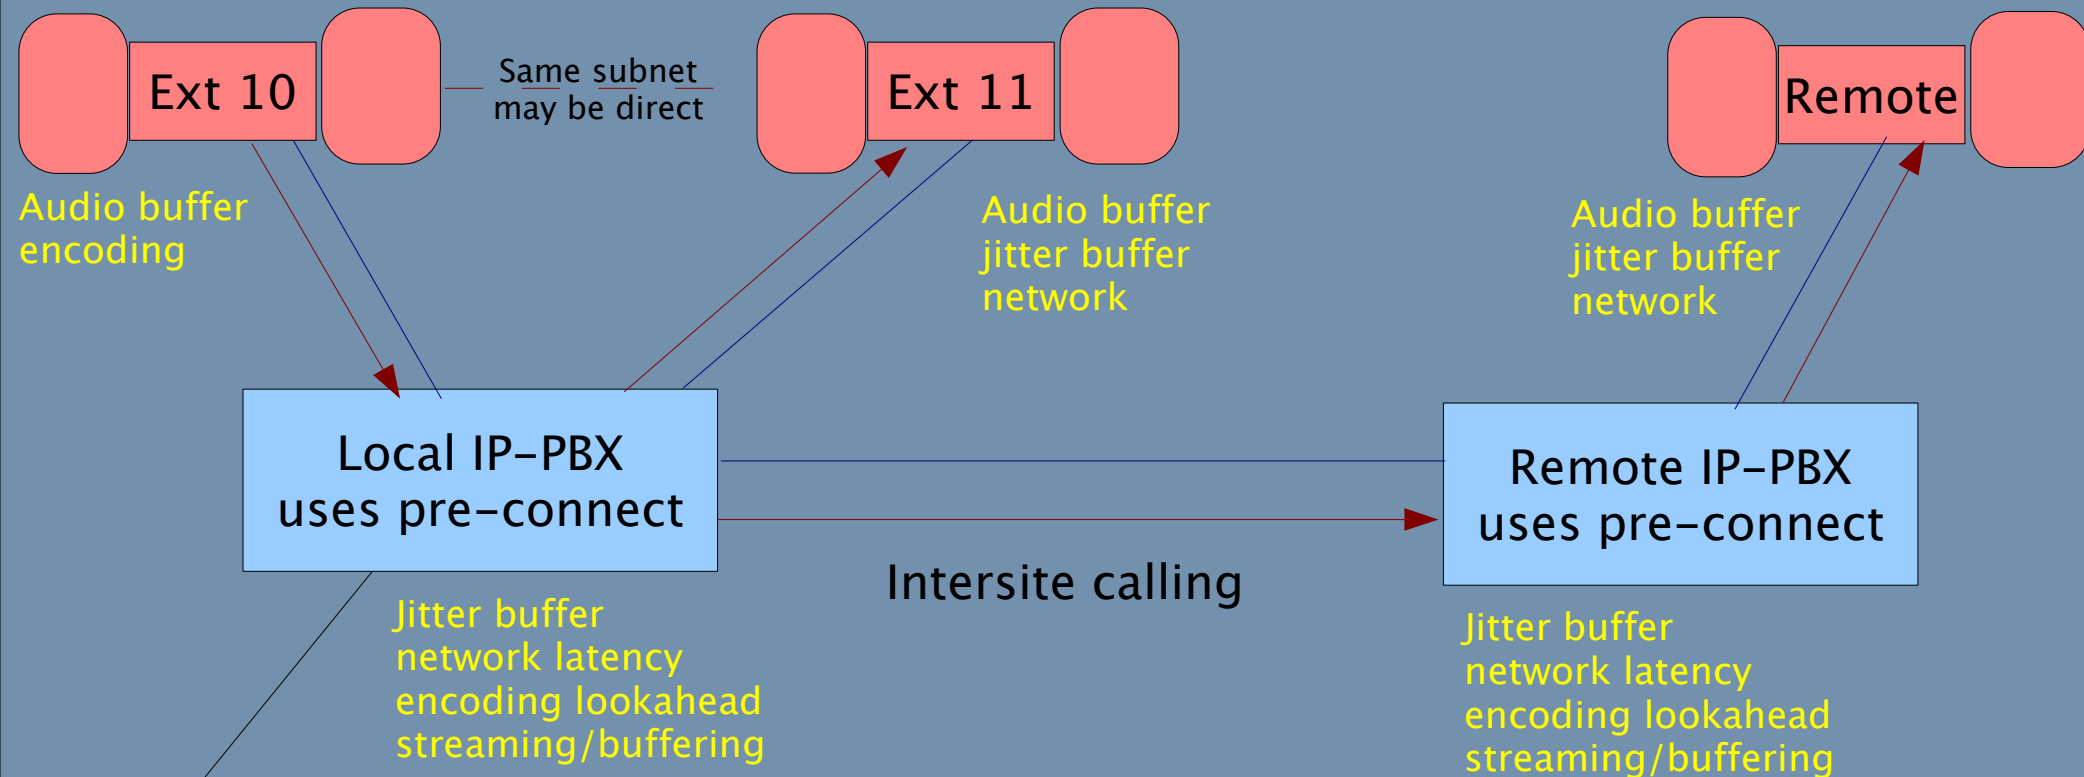 Ext 10
Same subnet
may be direct
Ext 11
Remote
Audio buffer
encoding
Audio buffer
jitter buffer
network
Audio buffer
jitter buffer
network
Local IP-PBX
uses pre-connect
Remote IP-PBX
uses pre-connect
Intersite calling
Jitter buffer
network latency
encoding lookahead
streaming/buffering
Jitter buffer
network latency
encoding lookahead
streaming/buffering